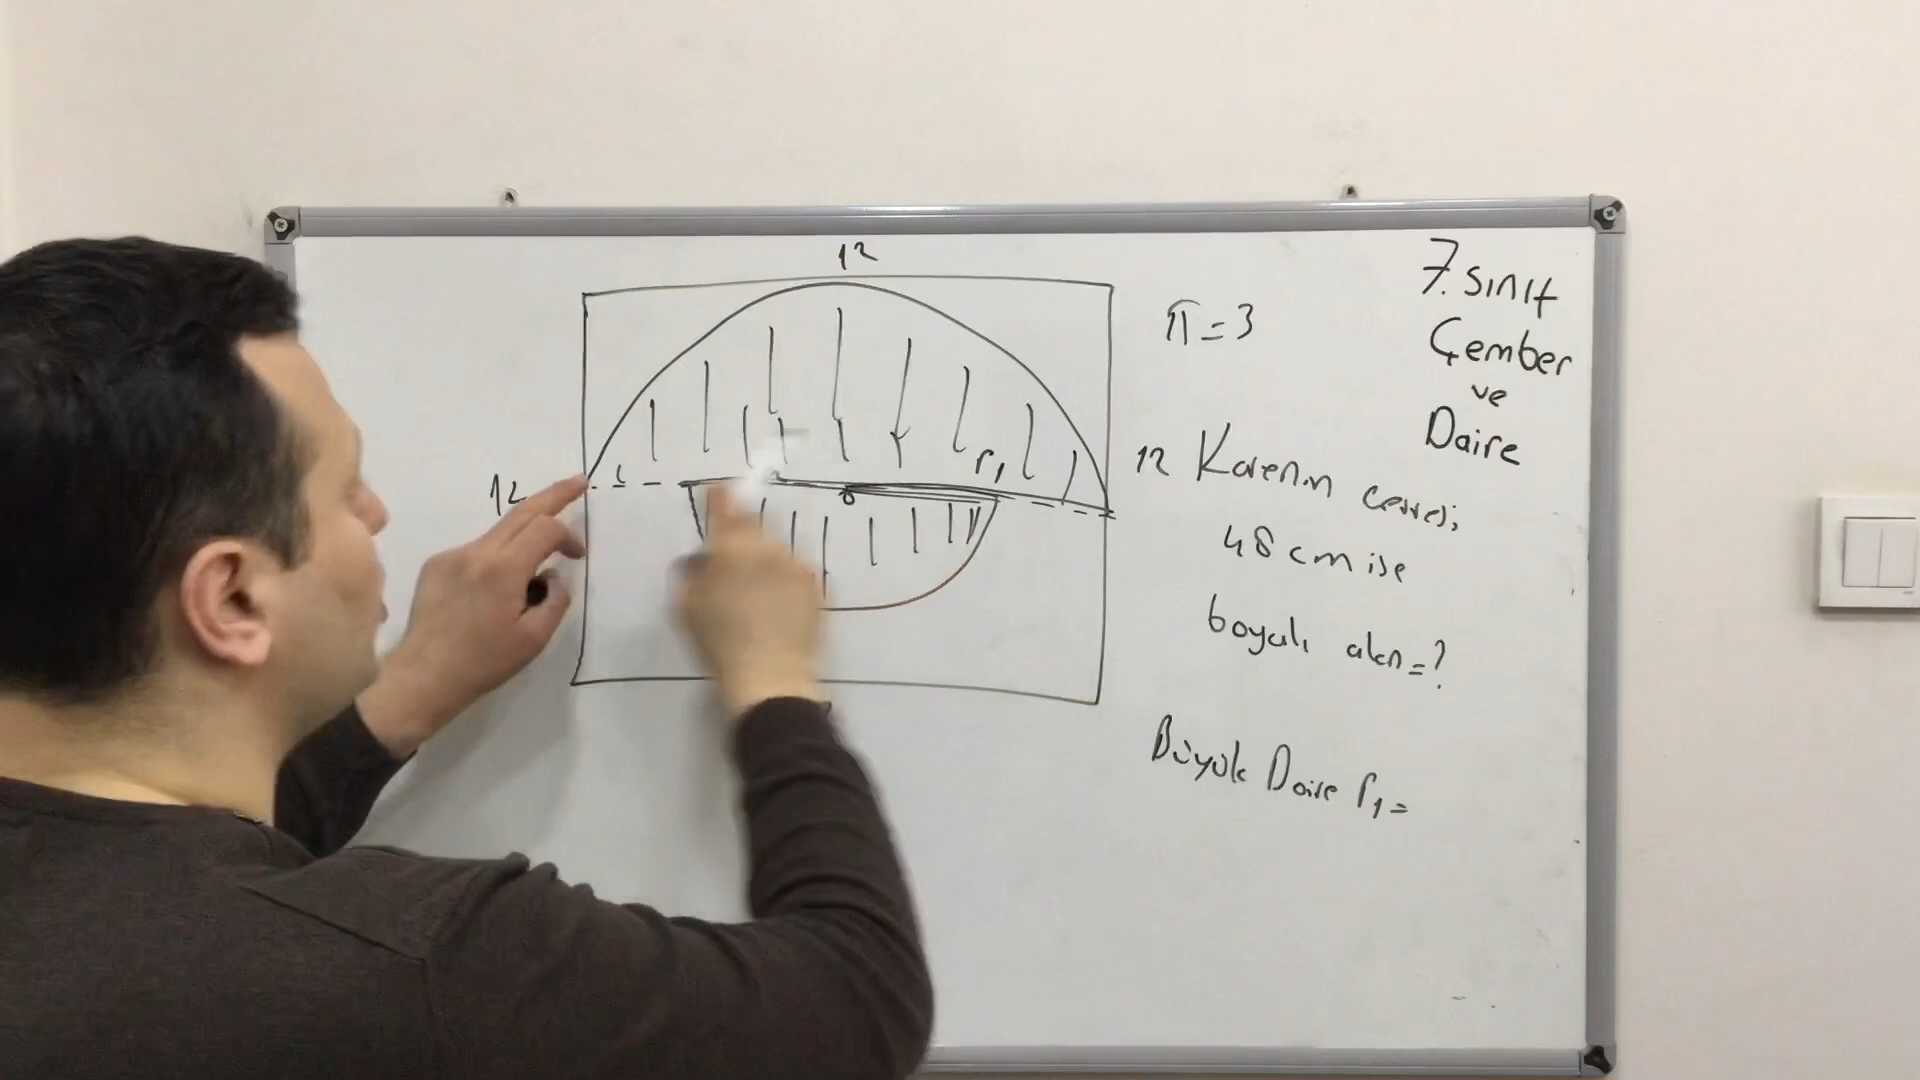 7. Sınıf
Çember
ve
Daire
12
π = 3
12
12
r₁
o
Karenin çevresi
48 cm ise
boyalı alan = ?
Büyük Daire r₁ =